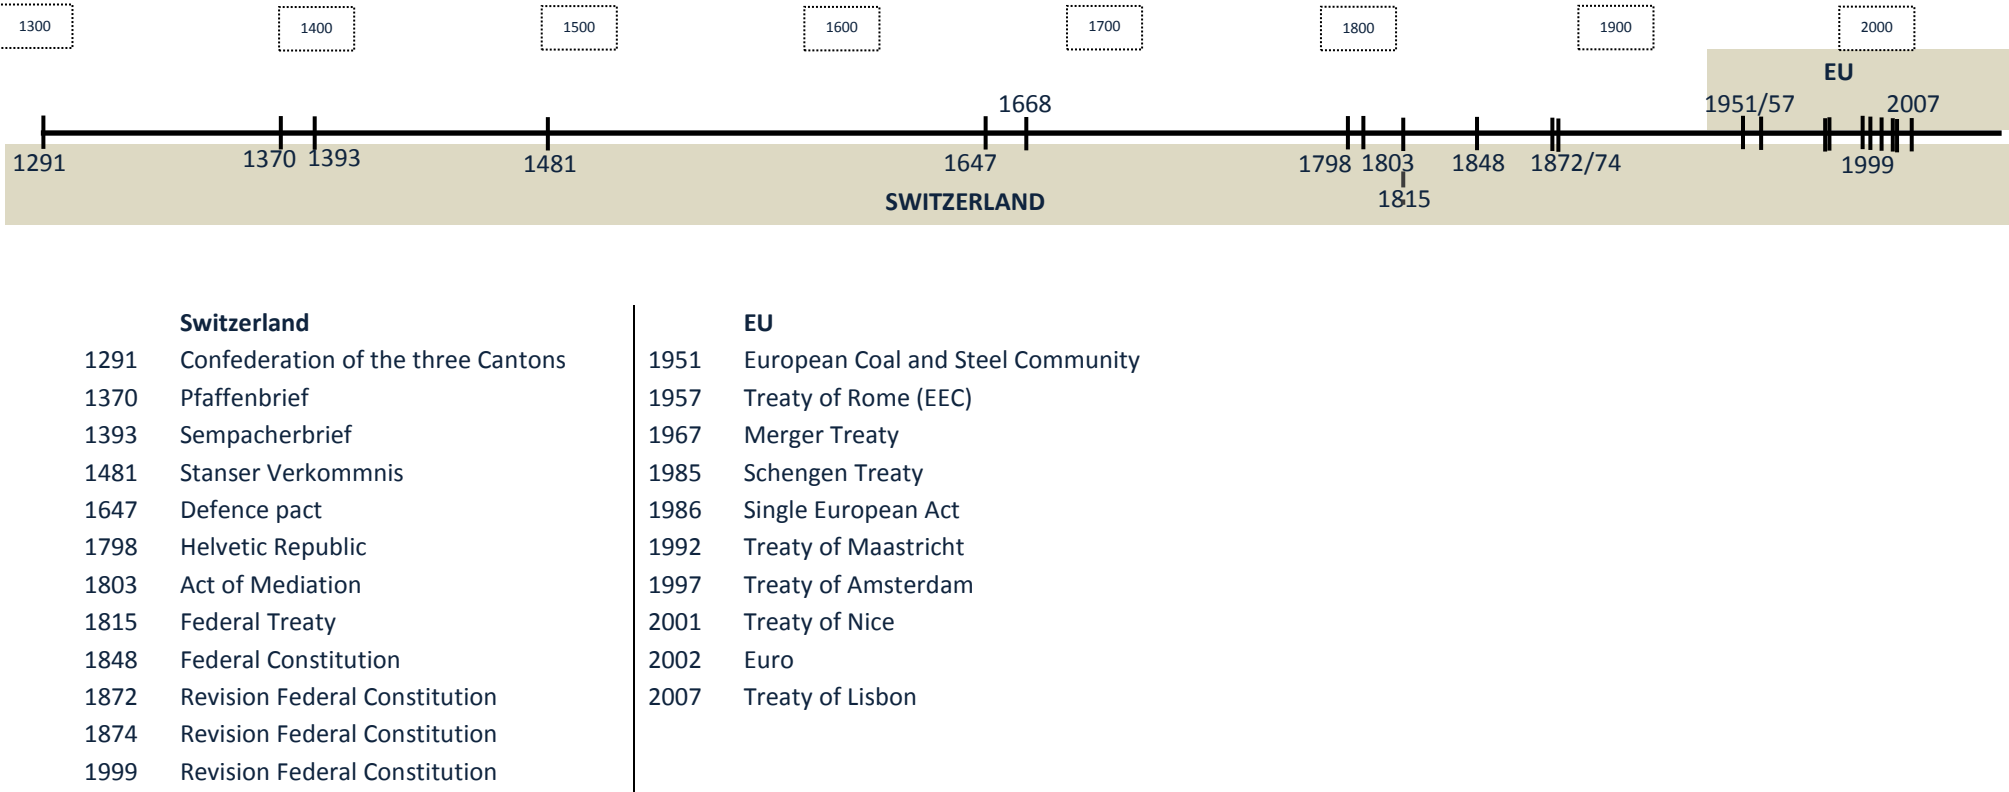 1300 1400 1500 1600 1700 1800 1900 2000
EU
1668 1951/57 2007
1291 1370 1393 1481 1647 1798 1803 1848 1872/74 1999
SWITZERLAND 1815
Switzerland
1291 Confederation of the three Cantons
1370 Pfaffenbrief
1393 Sempacherbrief
1481 Stanser Verkommnis
1647 Defence pact
1798 Helvetic Republic
1803 Act of Mediation
1815 Federal Treaty
1848 Federal Constitution
1872 Revision Federal Constitution
1874 Revision Federal Constitution
1999 Revision Federal Constitution
EU
1951 European Coal and Steel Community
1957 Treaty of Rome (EEC)
1967 Merger Treaty
1985 Schengen Treaty
1986 Single European Act
1992 Treaty of Maastricht
1997 Treaty of Amsterdam
2001 Treaty of Nice
2002 Euro
2007 Treaty of Lisbon